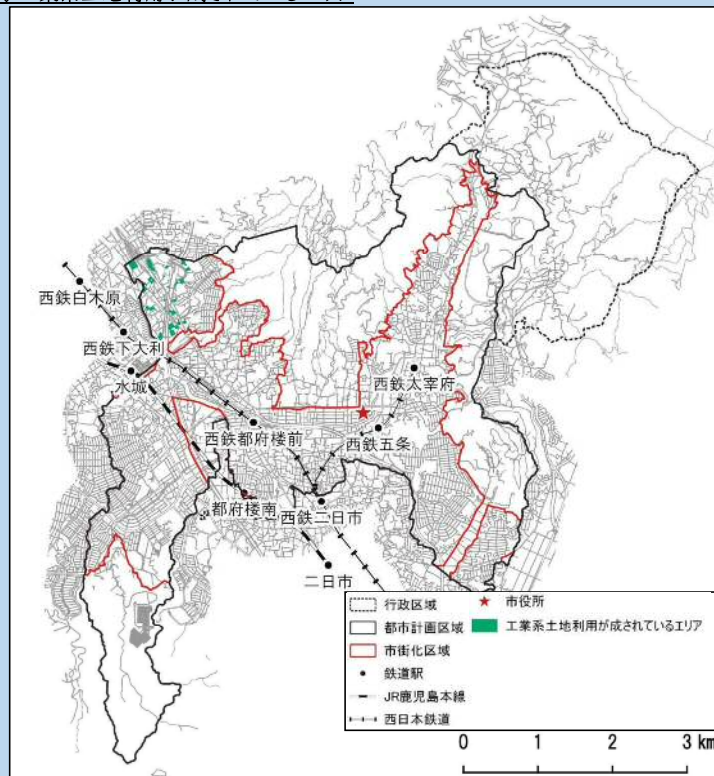 西鉄白木原
西鉄下大利
水城
西鉄太宰府
西鉄都府楼前
西鉄五条
都府楼南
西鉄二日市
二日市
行政区域
市役所
都市計画区域
工業系土地利用が成されているエリア
市街化区域
鉄道駅
JR鹿児島本線
西日本鉄道
0 1 2 3 km